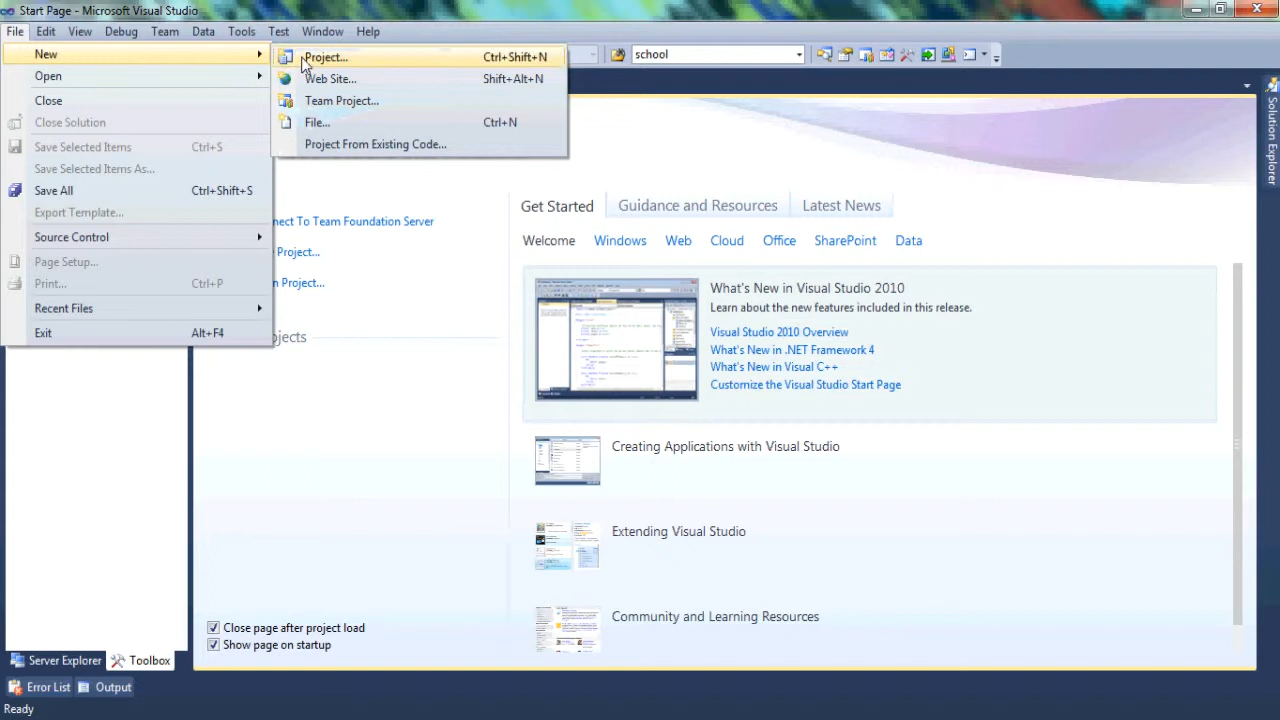 Start Page - Microsoft Visual Studio
File Edit View Debug Team Data Tools Test Window Help
New
Project... Ctrl+Shift+N
school
Open
Web Site... Shift+Alt+N
Close
Team Project...
Close Solution
File... Ctrl+N
Save Selected Items Ctrl+S
Project From Existing Code...
Save Selected Items As...
Save All Ctrl+Shift+S
Export Template...
Source Control
Page Setup...
Print... Ctrl+P
Recent Files
Exit Alt+F4
nect To Team Foundation Server
Project...
n Project...
ojects
Get Started Guidance and Resources Latest News
Welcome Windows Web Cloud Office SharePoint Data
What's New in Visual Studio 2010
Learn about the new features included in this release.
Visual Studio 2010 Overview
What's New in .NET Framework 4
What's New in Visual C++
Customize the Visual Studio Start Page
Creating Applications with Visual Studio
Extending Visual Studio
Community and Learning Resources
Close page ect load
Show page on startup
Solution Explorer
Server Explorer Toolbox
Error List Output
Ready